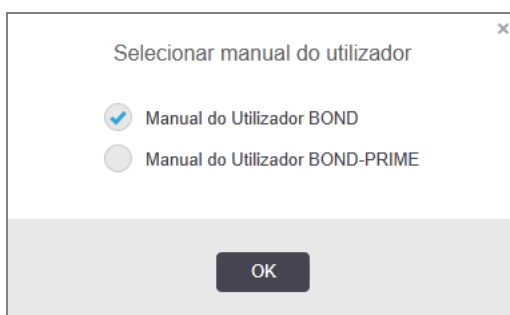 Selecionar manual do utilizador
Manual do Utilizador BOND
Manual do Utilizador BOND-PRIME
OK